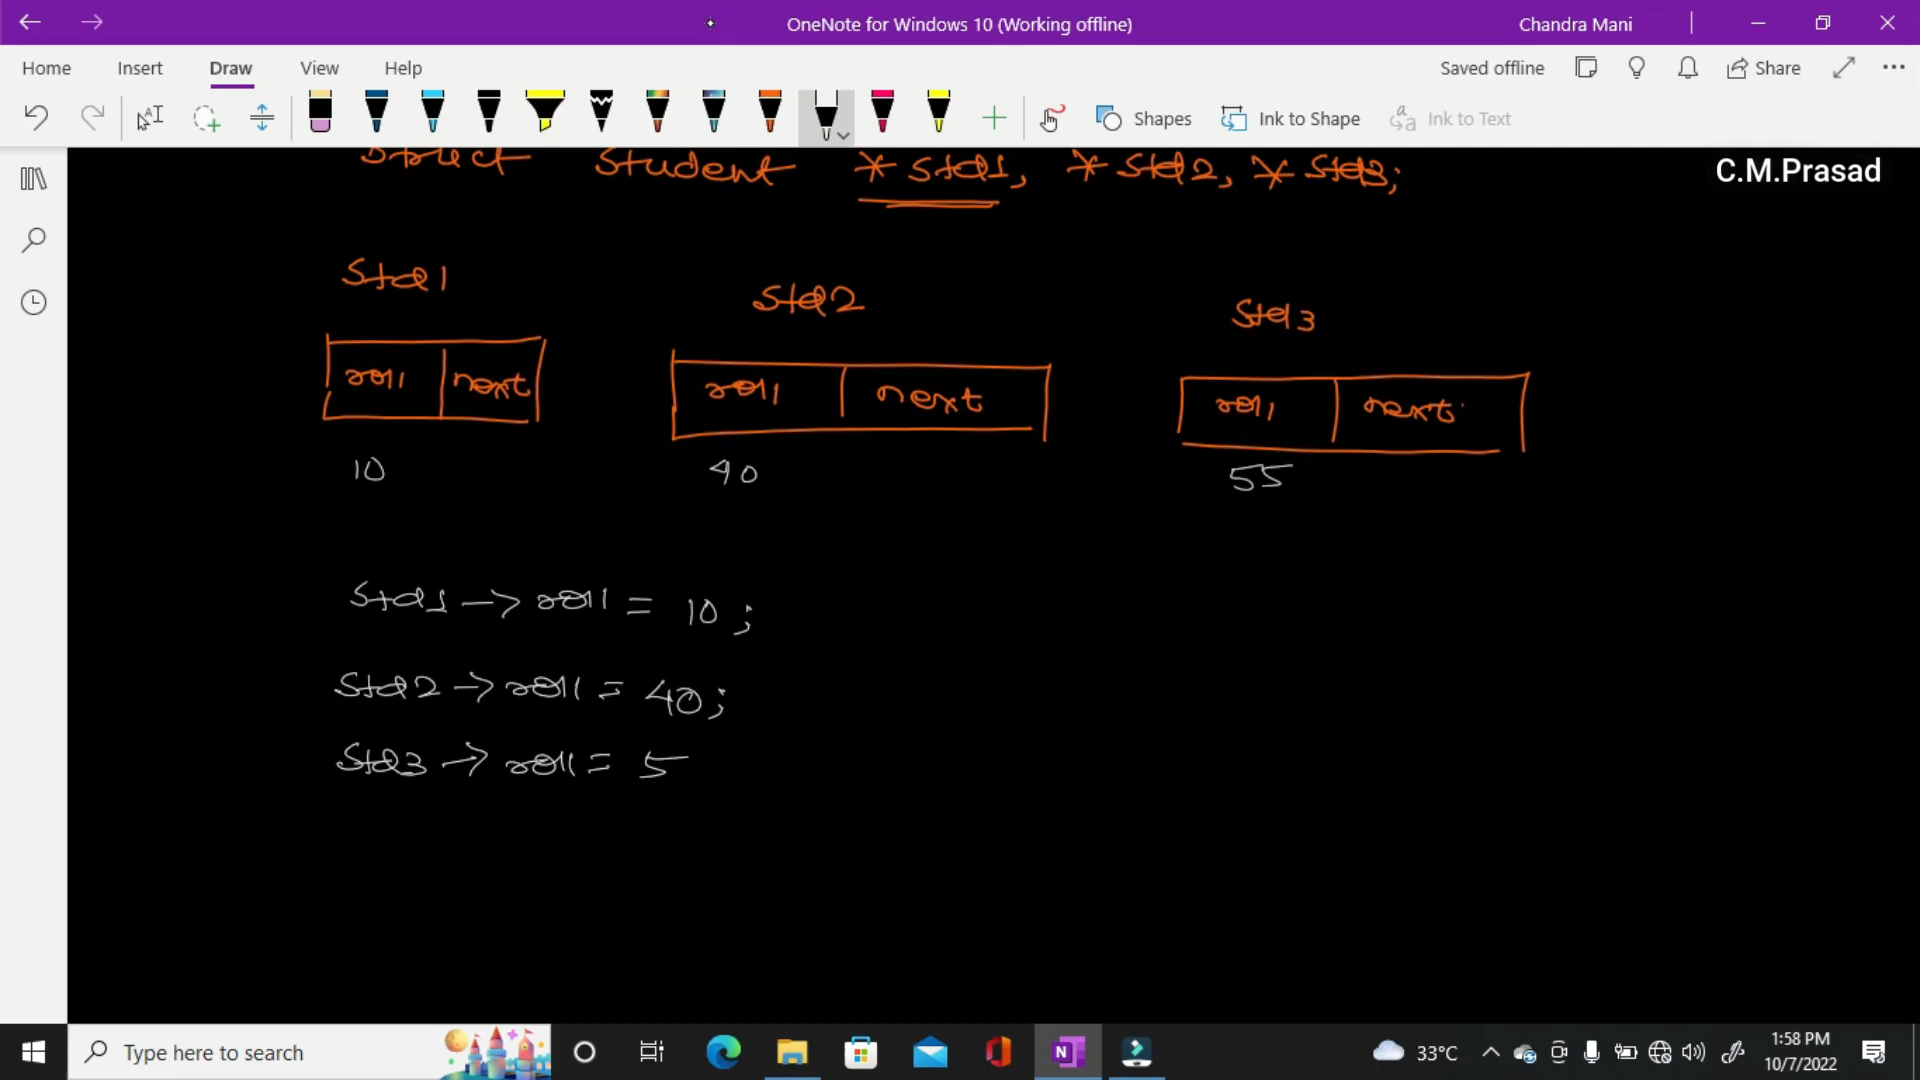 OneNote for Windows 10 (Working offline)
Chandra Mani
Home Insert Draw View Help
Saved offline
Share
Shapes
Ink to Shape
Ink to Text
Struct Student *Std1, *Std2, *Std3;
C.M.Prasad
Std1
Std2
Std3
roll next
roll next
roll next
10
40
55
Std1 → roll = 10;
Std2 → roll = 40;
Std3 → roll = 5
Type here to search
33°C
1:58 PM
10/7/2022